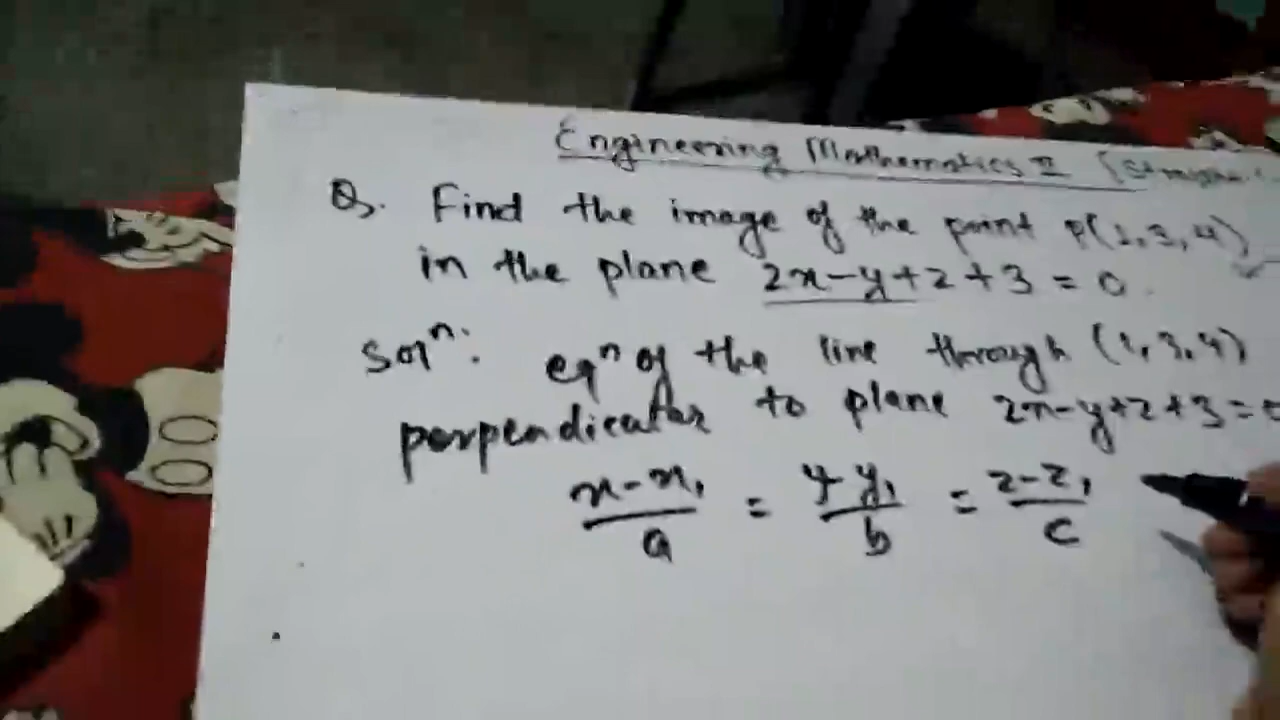 Engineering Mathematics II
Q. Find the image of the point P(1,3,4)
in the plane 2x-y+z+3=0.
Solⁿ: eqⁿ of the line through (1,3,4)
perpendicular to plane 2x-y+z+3=0
x-x₁/a = y-y₁/b = z-z₁/c